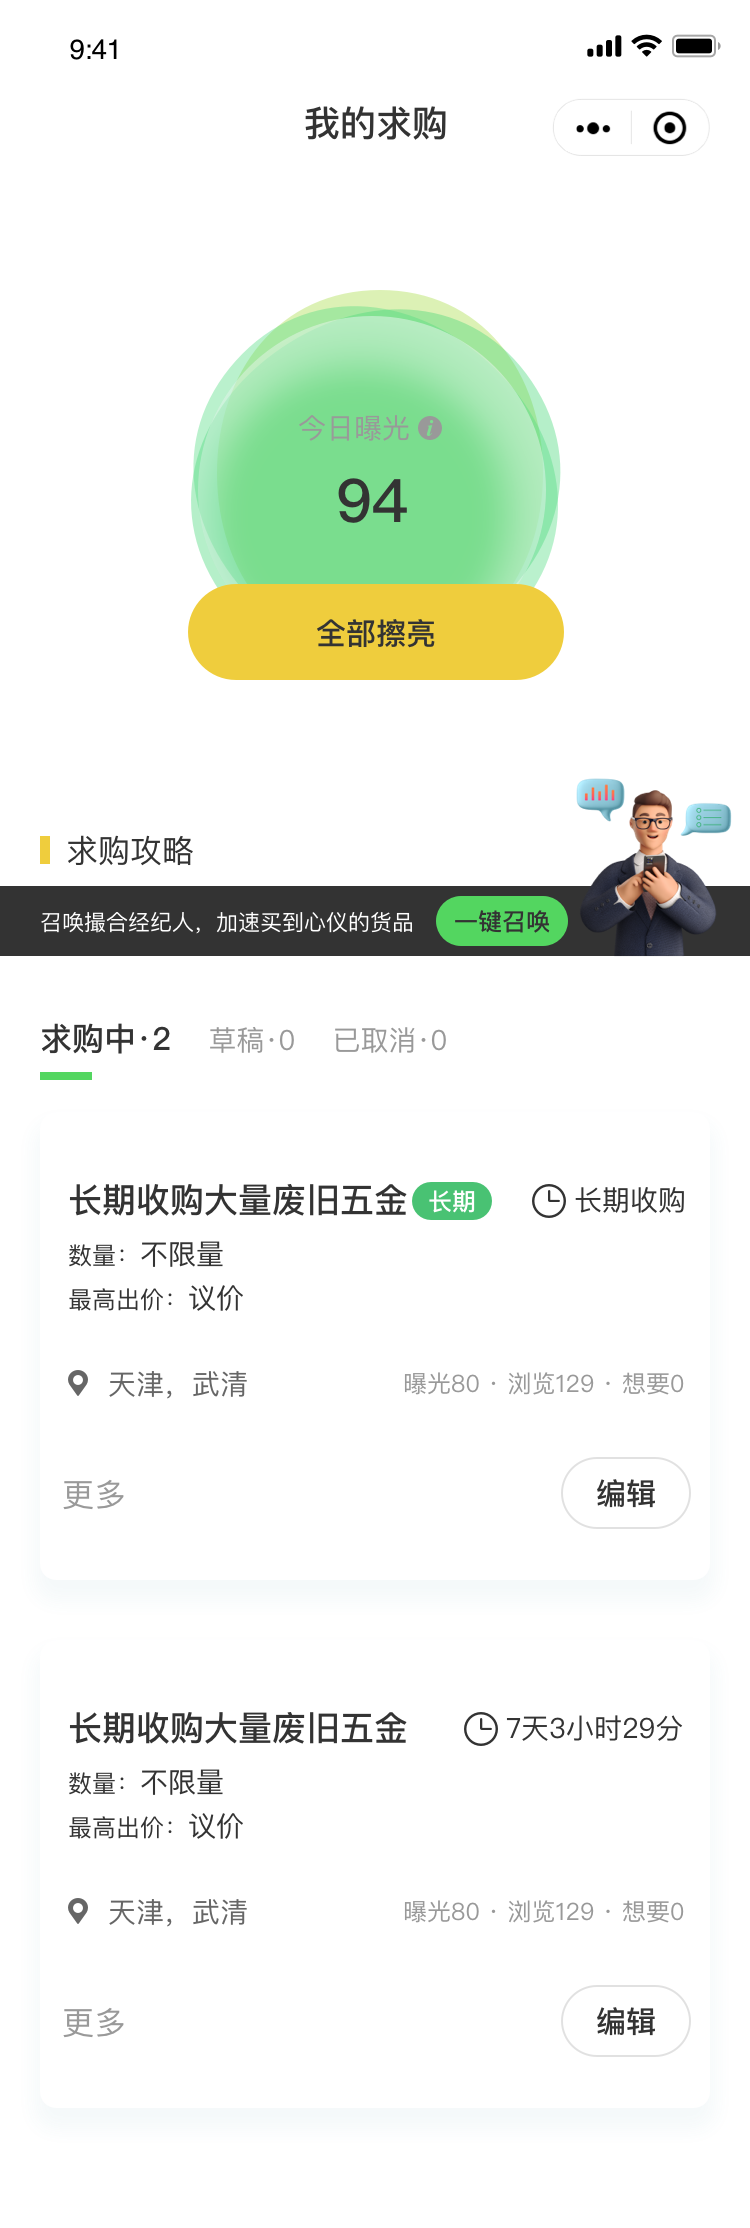 9:41
我的求购
今日曝光
94
全部擦亮
求购攻略
召唤撮合经纪人，加速买到心仪的货品 一键召唤
求购中·2 草稿·0 已取消·0
长期收购大量废旧五金 长期 长期收购
数量：不限量
最高出价：议价
天津，武清 曝光80 · 浏览129 · 想要0
更多 编辑
长期收购大量废旧五金 7天3小时29分
数量：不限量
最高出价：议价
天津，武清 曝光80 · 浏览129 · 想要0
更多 编辑